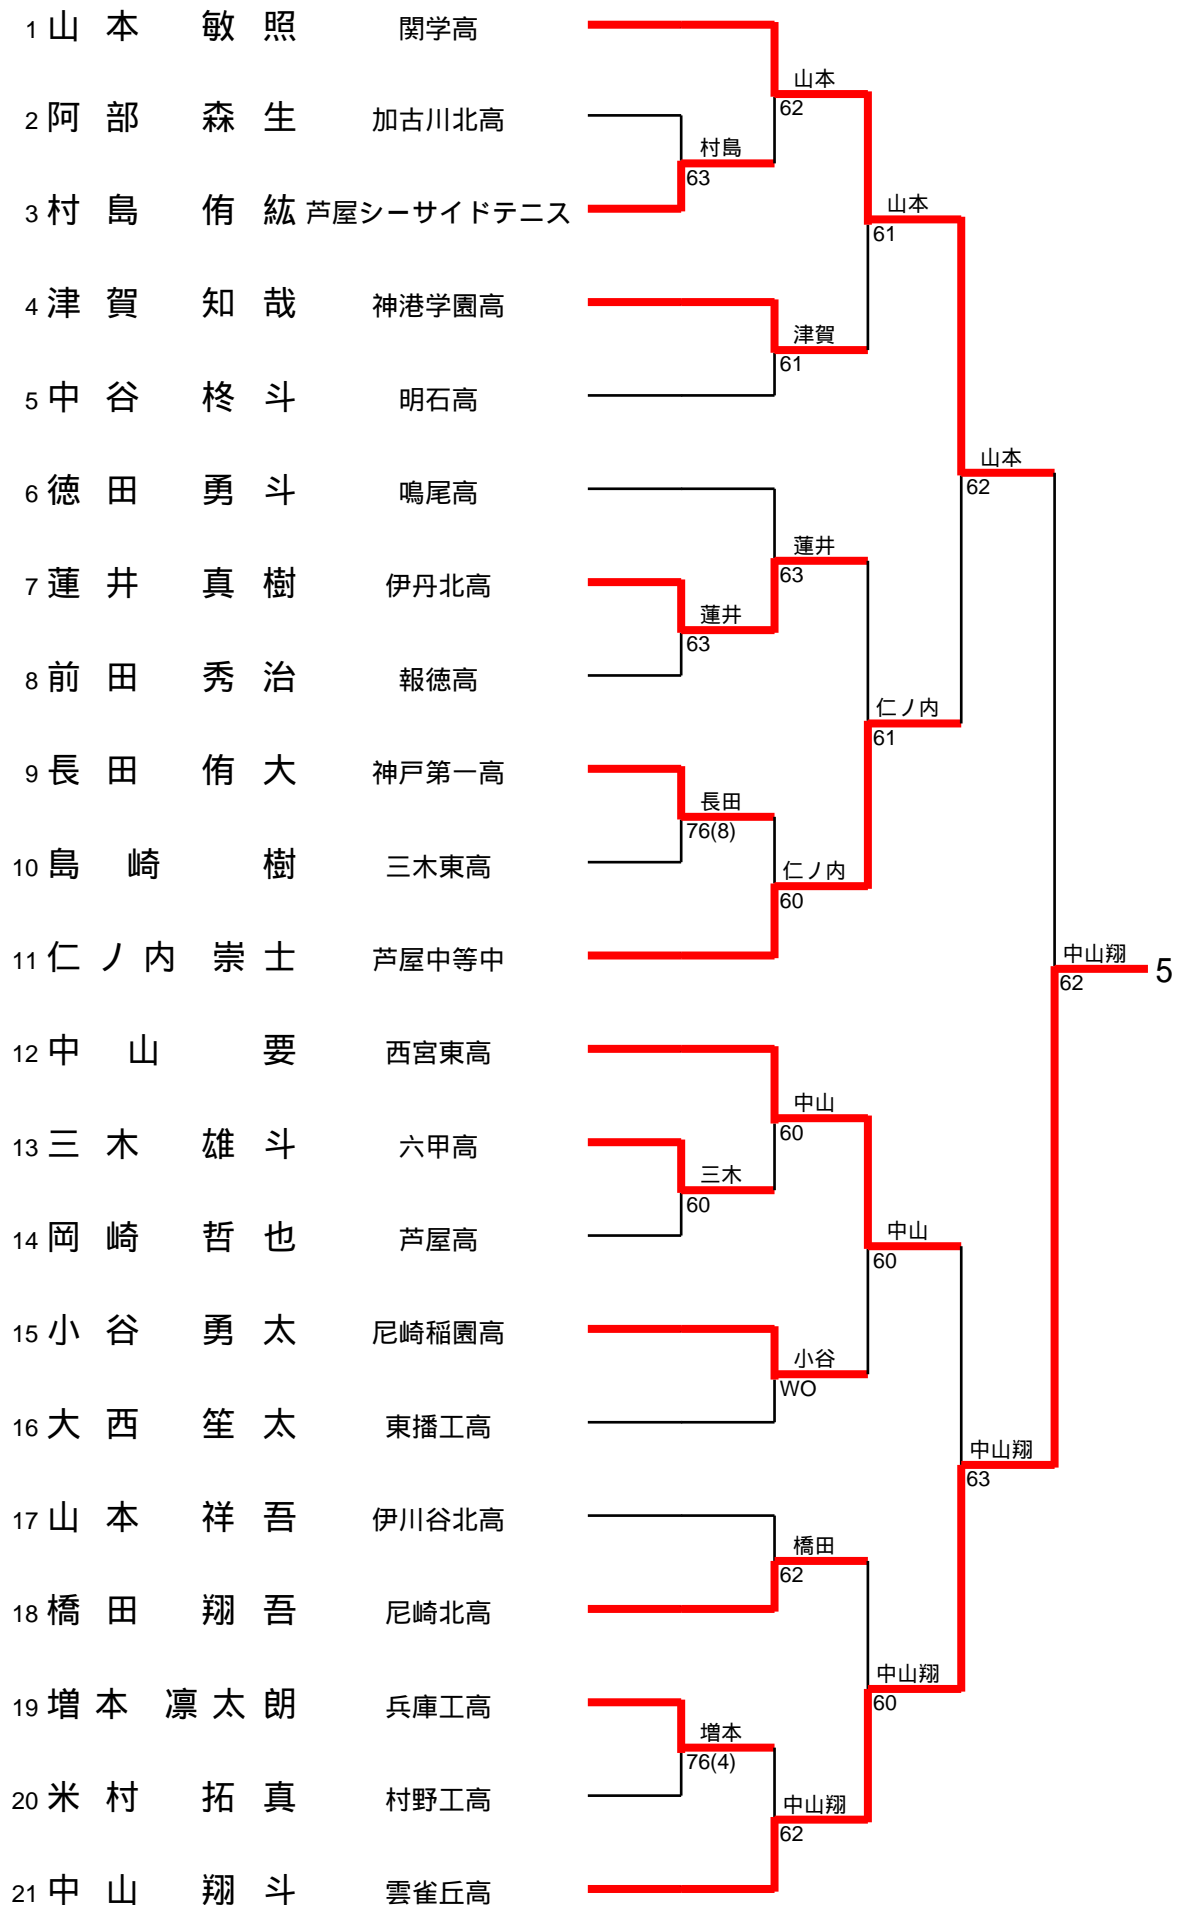 1 山本 敏照 関学高
山本
2 阿部 森生 加古川北高
62
村島
63
3 村島 侑紘 芦屋シーサイドテニス
山本
61
4 津賀 知哉 神港学園高
津賀
61
5 中谷 柊斗 明石高
山本
62
6 徳田 勇斗 鳴尾高
蓮井
63
7 蓮井 真樹 伊丹北高
蓮井
63
8 前田 秀治 報徳高
仁ノ内
61
9 長田 侑大 神戸第一高
長田
76(8)
10 島崎 樹 三木東高
仁ノ内
60
11 仁ノ内 崇士 芦屋中等中
中山翔
62
5
12 中山 要 西宮東高
中山
60
13 三木 雄斗 六甲高
三木
60
14 岡崎 哲也 芦屋高
中山
60
15 小谷 勇太 尼崎稲園高
小谷
WO
16 大西 笙太 東播工高
中山翔
63
17 山本 祥吾 伊川谷北高
橋田
62
18 橋田 翔吾 尼崎北高
中山翔
60
19 増本 凛太朗 兵庫工高
増本
76(4)
20 米村 拓真 村野工高
中山翔
62
21 中山 翔斗 雲雀丘高